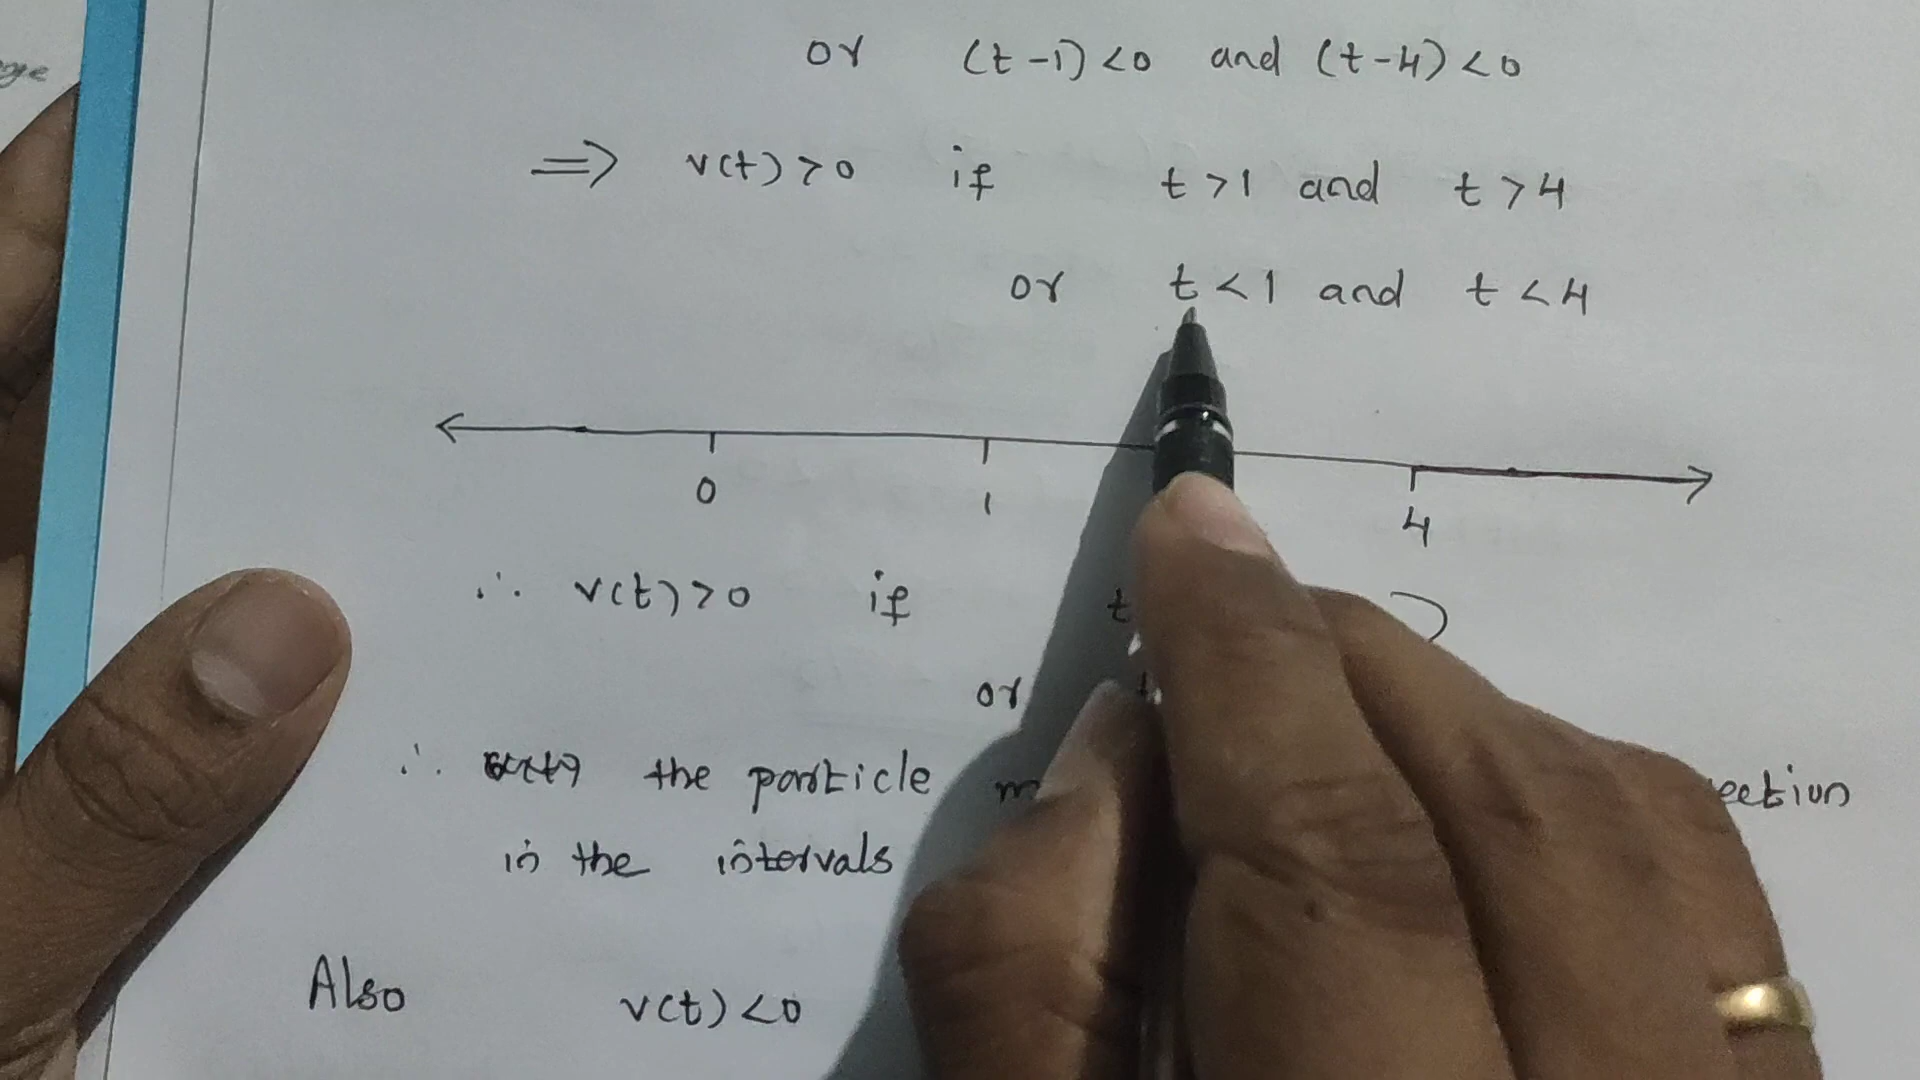 or (t-1)<0 and (t-4)<0
⇒ v(t)>0 if t>1 and t>4
or t<1 and t<4
0 1 4
∴ v(t)>0 if t )
or
∴ the particle
in the intervals
Also v(t)<0